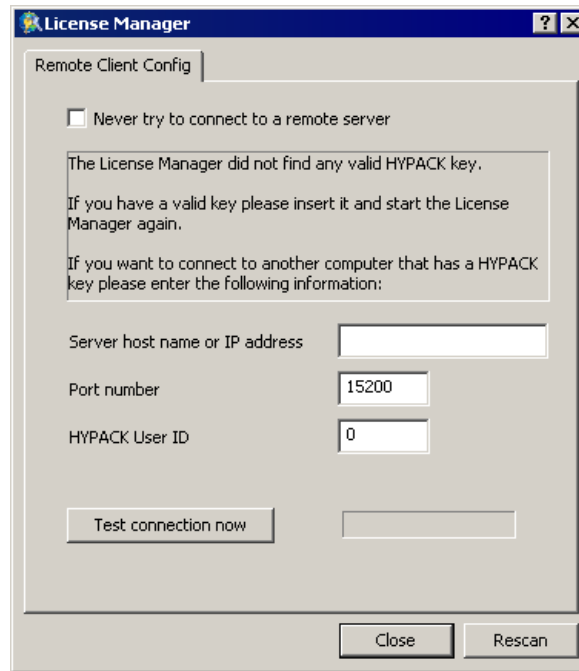 License Manager
Remote Client Config
Never try to connect to a remote server
The License Manager did not find any valid HYPACK key.
If you have a valid key please insert it and start the License
Manager again.
If you want to connect to another computer that has a HYPACK
key please enter the following information:
Server host name or IP address
Port number 15200
HYPACK User ID 0
Test connection now
Close Rescan